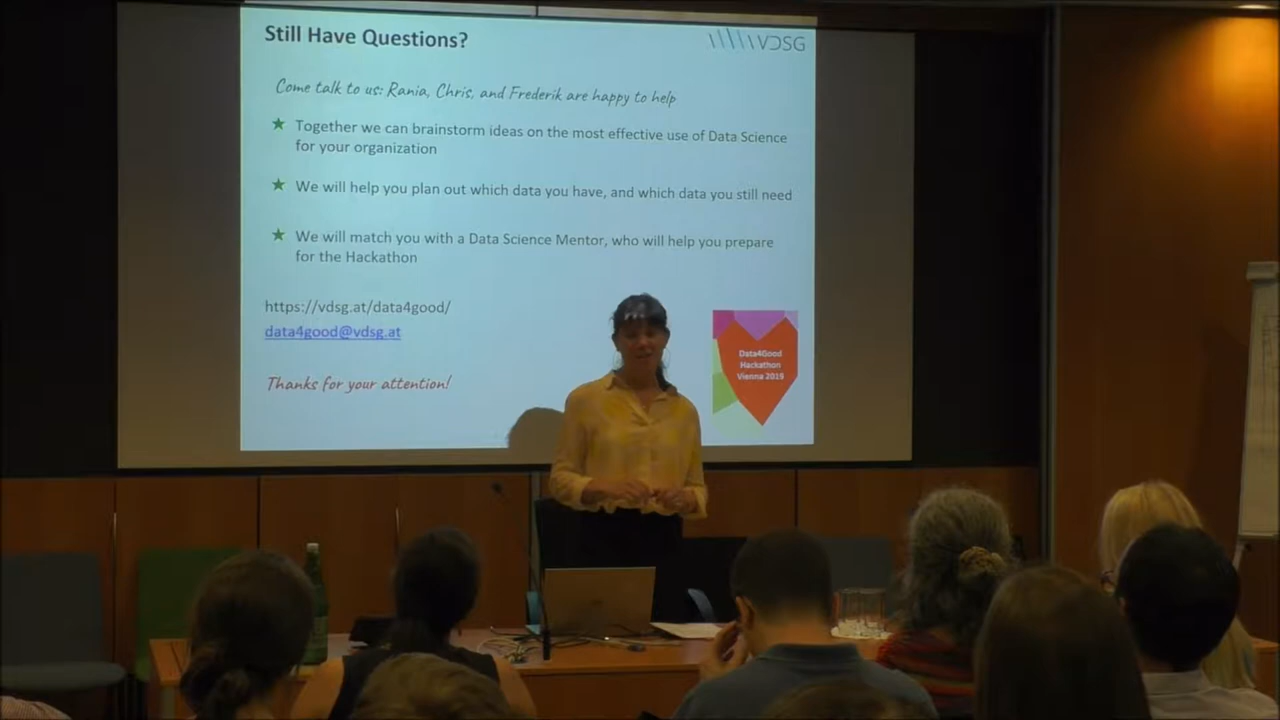 Still Have Questions?
VDSG
Come talk to us: Rania, Chris, and Frederik are happy to help
Together we can brainstorm ideas on the most effective use of Data Science
for your organization
We will help you plan out which data you have, and which data you still need
We will match you with a Data Science Mentor, who will help you prepare
for the Hackathon
https://vdsg.at/data4good/
data4good@vdsg.at
Thanks for your attention!
Data4Good
Hackathon
Vienna 2019